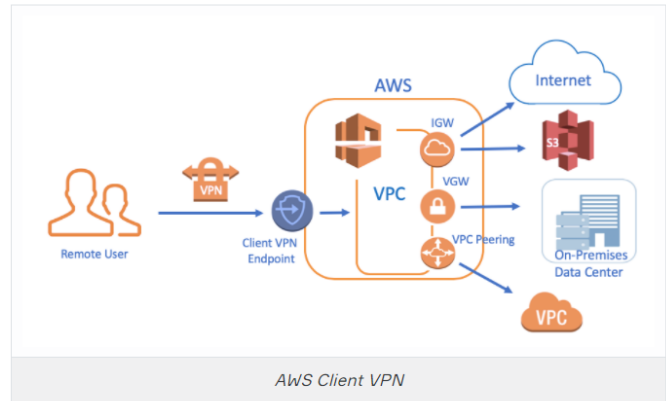 AWS
Internet
IGW
S3
VPN
VPC
VGW
Remote User
Client VPN
Endpoint
VPC Peering
On-Premises
Data Center
VPC
AWS Client VPN